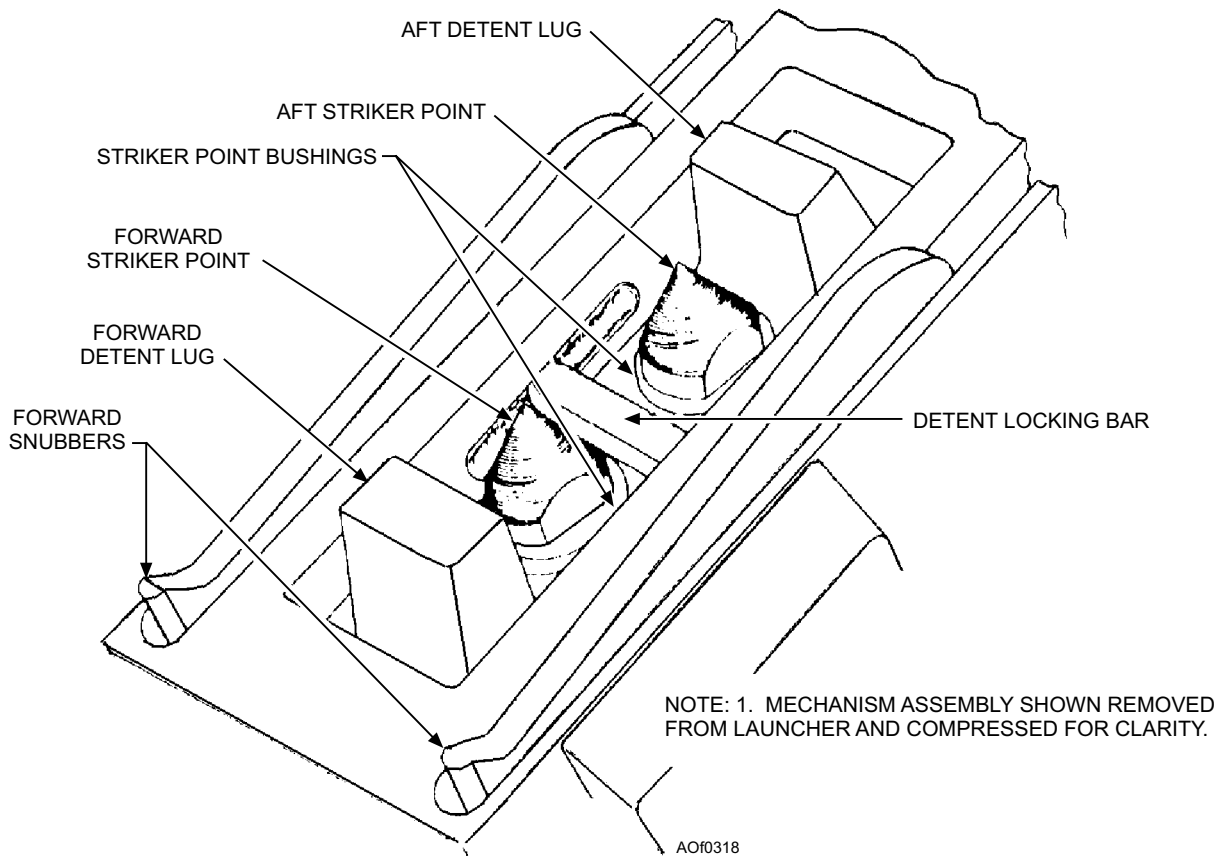 AFT DETENT LUG
AFT STRIKER POINT
STRIKER POINT BUSHINGS
FORWARD
STRIKER POINT
FORWARD
DETENT LUG
FORWARD
SNUBBERS
DETENT LOCKING BAR
NOTE: 1. MECHANISM ASSEMBLY SHOWN REMOVED
FROM LAUNCHER AND COMPRESSED FOR CLARITY.
AOf0318